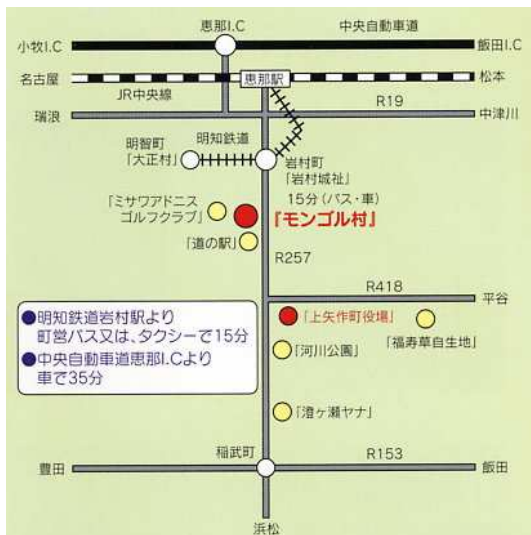 恵那I.C
中央自動車道
小牧I.C
飯田I.C
名古屋
恵那駅
松本
JR中央線
R19
瑞浪
中津川
明智町
「大正村」
明知鉄道
岩村町
「岩村城祉」
15分(バス・車)
「ミサワアドニス
ゴルフクラブ」
『モンゴル村』
「道の駅」
R257
R418
平谷
●明知鉄道岩村駅より
町営バス又は、タクシーで15分
●中央自動車道恵那I.Cより
車で35分
「上矢作町役場」
「福寿草自生地」
「河川公園」
「澄ヶ瀬ヤナ」
稲武町
R153
豊田
飯田
浜松